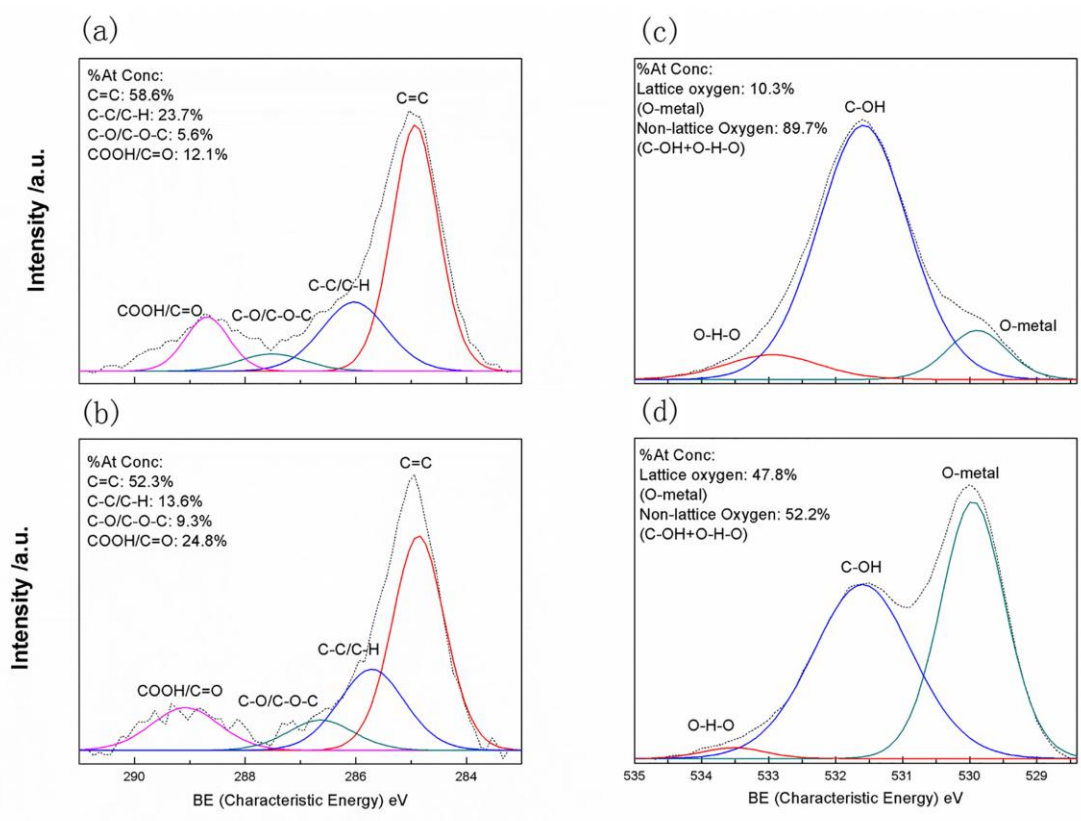 (a)
%At Conc:
C=C: 58.6%
C-C/C-H: 23.7%
C-O/C-O-C: 5.6%
COOH/C=O: 12.1%
C=C
C-C/C-H
C-O/C-O-C
COOH/C=O
Intensity /a.u.
(b)
%At Conc:
C=C: 52.3%
C-C/C-H: 13.6%
C-O/C-O-C: 9.3%
COOH/C=O: 24.8%
C=C
C-C/C-H
C-O/C-O-C
COOH/C=O
Intensity /a.u.
290 288 286 284
BE (Characteristic Energy) eV
(c)
%At Conc:
Lattice oxygen: 10.3%
(O-metal)
Non-lattice Oxygen: 89.7%
(C-OH+O-H-O)
C-OH
O-H-O
O-metal
(d)
%At Conc:
Lattice oxygen: 47.8%
(O-metal)
Non-lattice Oxygen: 52.2%
(C-OH+O-H-O)
O-metal
C-OH
O-H-O
535 534 533 532 531 530 529
BE (Characteristic Energy) eV